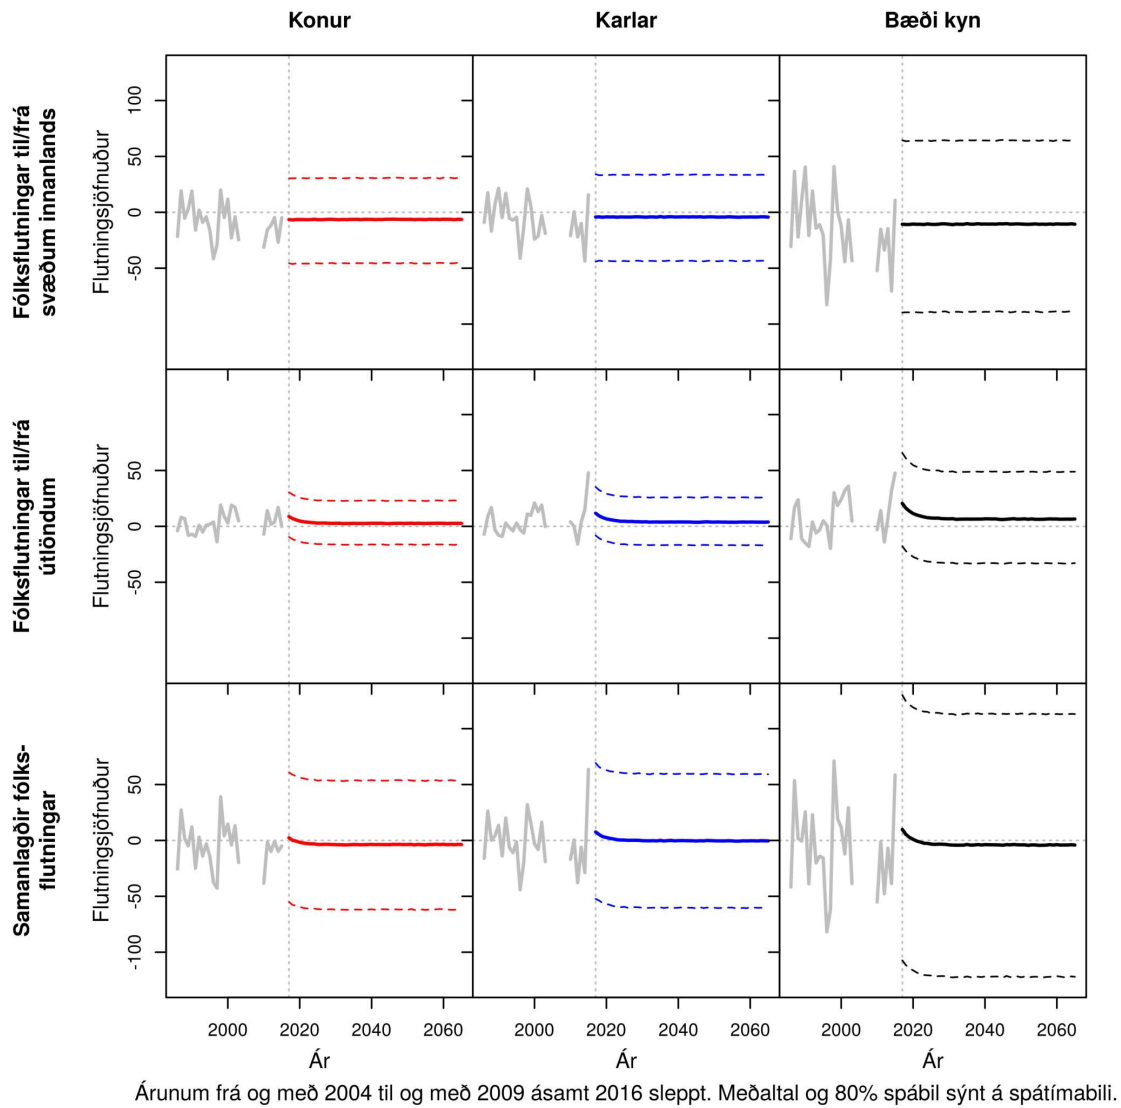 Konur
Karlar
Bæði kyn
Fólksflutningar til/frá
svæðum innanlands
Flutningsjöfnuður
100
50
0
-50
Fólksflutningar til/frá
útlöndum
Flutningsjöfnuður
50
0
-50
Samanlagðir fólks-
flutningar
Flutningsjöfnuður
50
0
-50
-100
2000 2020 2040 2060
2000 2020 2040 2060
2000 2020 2040 2060
Ár
Ár
Ár
Árunum frá og með 2004 til og með 2009 ásamt 2016 sleppt. Meðaltal og 80% spábil sýnt á spátímabili.